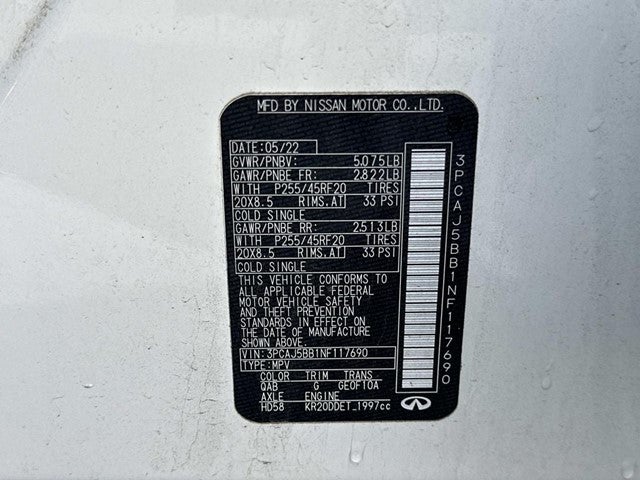 MFD BY NISSAN MOTOR CO.,LTD.
DATE:05/22
GVWR/PNBV: 5,075LB
GAWR/PNBE FR: 2,822LB
WITH P255/45RF20 TIRES
20X8.5 RIMS,AT 33 PSI
COLD SINGLE
GAWR/PNBE RR: 2,513LB
WITH P255/45RF20 TIRES
20X8.5 RIMS,AT 33 PSI
COLD SINGLE
THIS VEHICLE CONFORMS TO
ALL APPLICABLE FEDERAL
MOTOR VEHICLE SAFETY
AND THEFT PREVENTION
STANDARDS IN EFFECT ON
THE DATE OF MANUFACTURE
SHOWN ABOVE.
VIN:3PCAJ5BB1NF117690
TYPE:MPV
COLOR TRIM TRANS
QAB G GE0F10A
AXLE ENGINE
HD58 KR20DDET_1997cc
3PCAJ5BB1NF117690